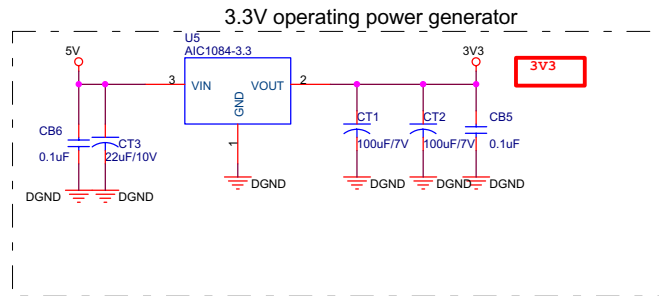 3.3V operating power generator
U5
AIC1084-3.3
5V
3V3
3V3
3
VIN
VOUT
2
GND
1
CB6
0.1uF
CT3
22uF/10V
CT1
100uF/7V
CT2
100uF/7V
CB5
0.1uF
DGND
DGND
DGND
DGND
DGND
DGND